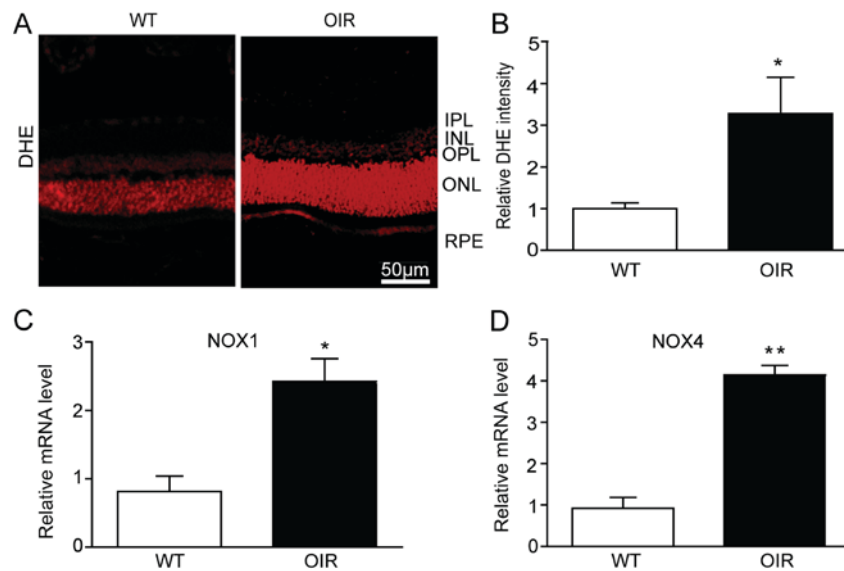 A
WT
OIR
DHE
IPL
INL
OPL
ONL
RPE
50μm
B
Relative DHE intensity
5
4
3
2
1
0
*
WT
OIR
C
NOX1
Relative mRNA level
3
2
1
0
*
WT
OIR
D
NOX4
Relative mRNA level
5
4
3
2
1
0
**
WT
OIR